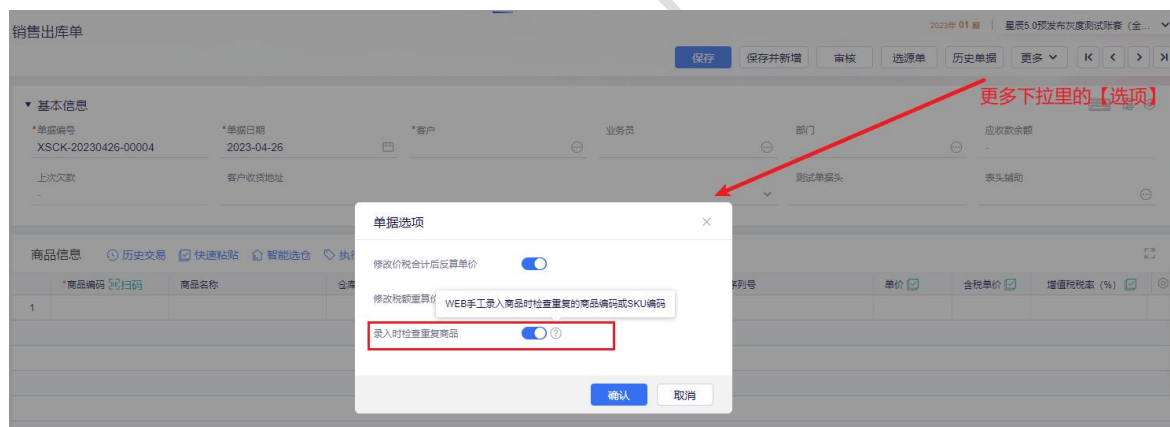 销售出库单
2023年 01 期
星辰5.0预发布灰度测试账套（全...
保存
保存并新增
审核
选源单
历史单据
更多
更多下拉里的【选项】
基本信息
*单据编号
*单据日期
*客户
业务员
部门
应收款余额
XSCK-20230426-00004
2023-04-26
-
上次欠款
客户收货地址
测试单据头
表头辅助
-
单据选项
商品信息
历史交易
快速粘贴
智能选仓
修改价税合计后反算单价
*商品编码
扫码
商品名称
单价
含税单价
增值税税率（%）
修改税额重算
WEB手工录入商品时检查重复的商品编码或SKU编码
1
录入时检查重复商品
确认
取消